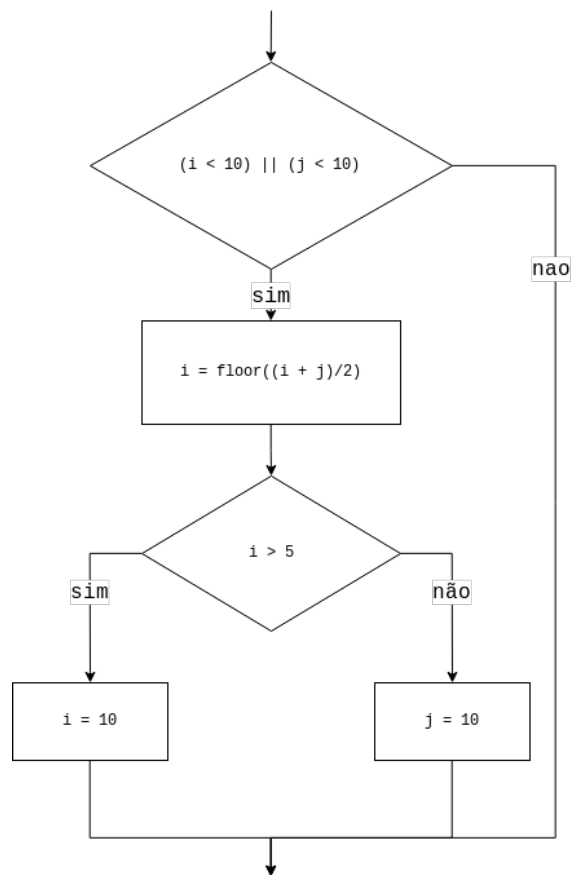 (i < 10) || (j < 10)
nao
sim
i = floor((i + j)/2)
i > 5
sim
não
i = 10
j = 10